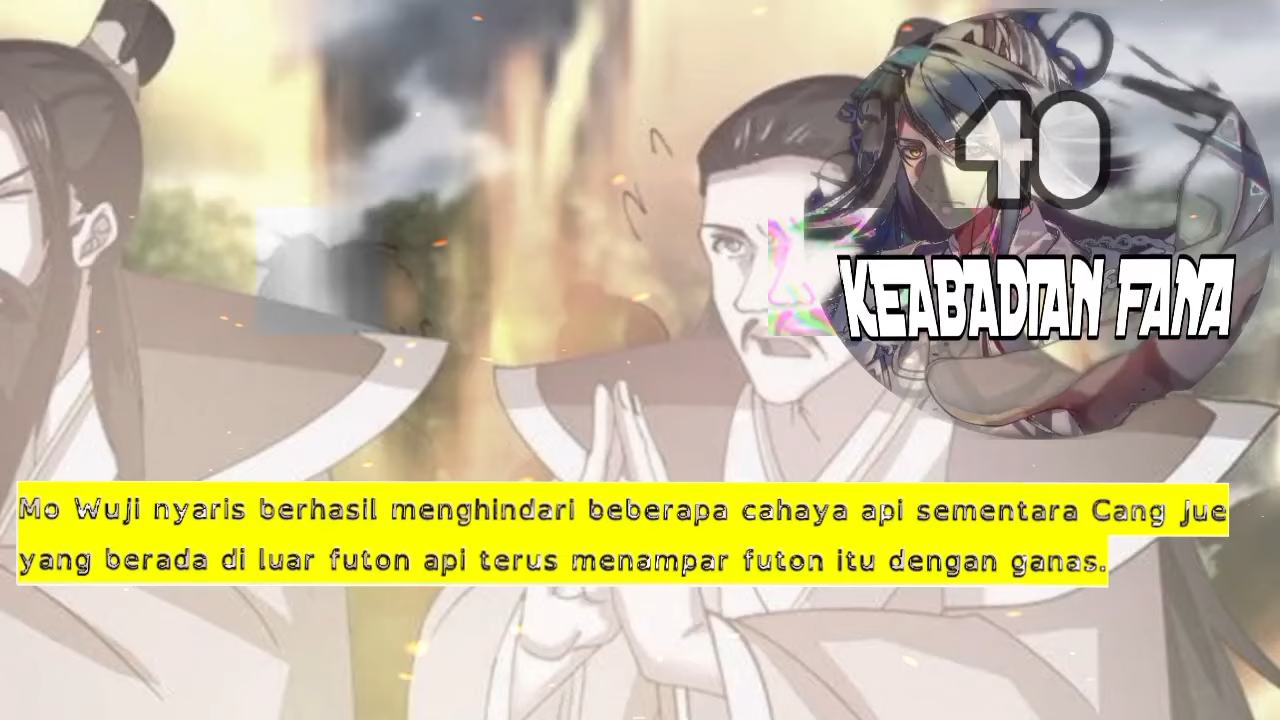 40
KEABADIAN FANA
Mo Wuji nyaris berhasil menghindari beberapa cahaya api sementara Cang Jue
yang berada di luar futon api terus menampar futon itu dengan ganas.